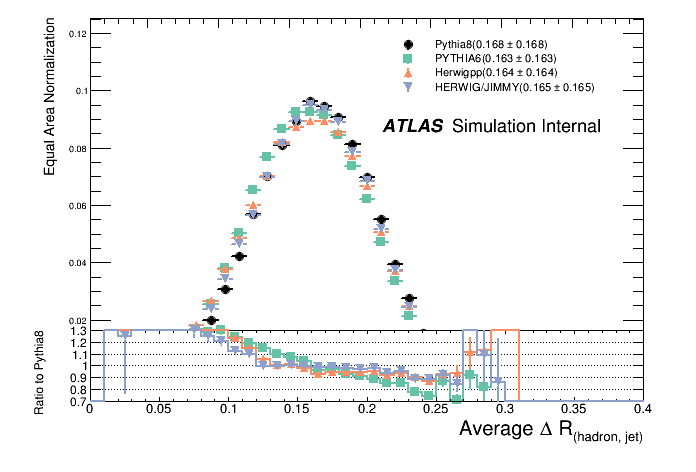 Equal Area Normalization
0.12
0.1
0.08
0.06
0.04
0.02
Pythia8(0.168 ± 0.168)
PYTHIA6(0.163 ± 0.163)
Herwigpp(0.164 ± 0.164)
HERWIG/JIMMY(0.165 ± 0.165)
ATLAS Simulation Internal
Ratio to Pythia8
1.3
1.2
1.1
1
0.9
0.8
0.7
0 0.05 0.1 0.15 0.2 0.25 0.3 0.35 0.4
Average Δ R(hadron, jet)